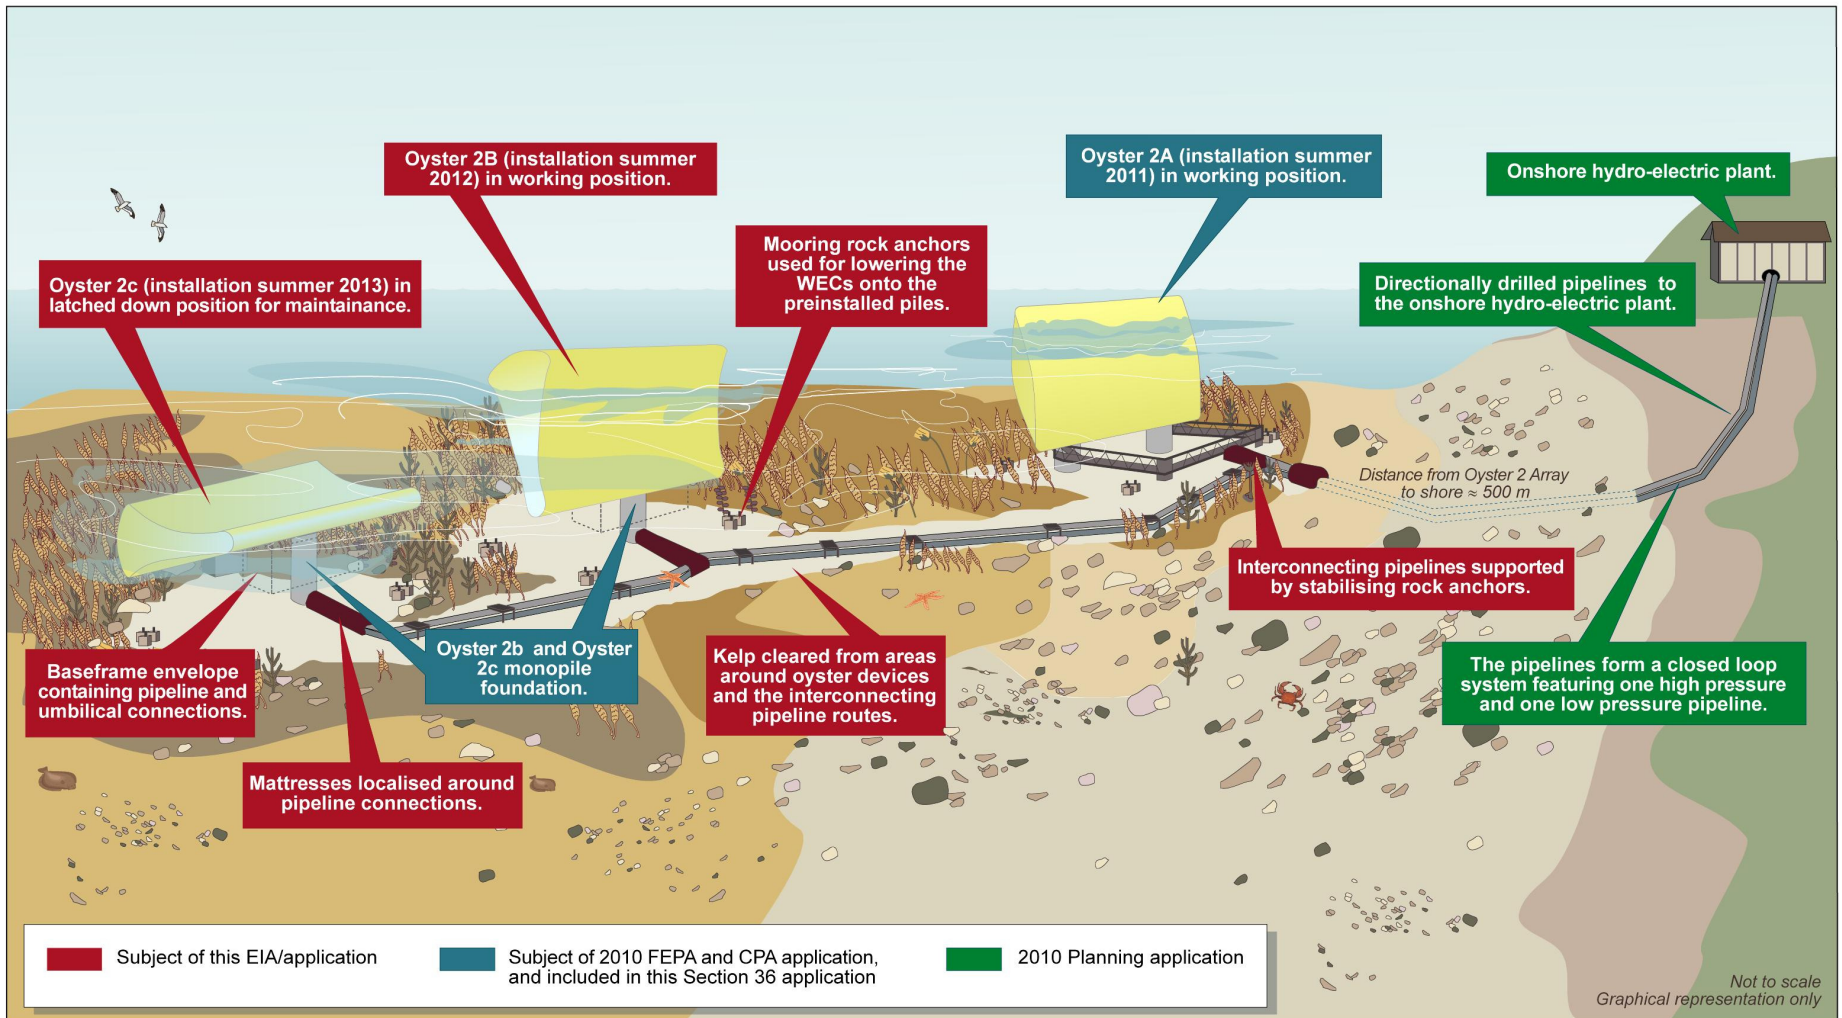 Oyster 2B (installation summer
2012) in working position.
Oyster 2A (installation summer
2011) in working position.
Onshore hydro-electric plant.
Mooring rock anchors
used for lowering the
WECs onto the
preinstalled piles.
Oyster 2c (installation summer 2013) in
latched down position for maintainance.
Directionally drilled pipelines to
the onshore hydro-electric plant.
Distance from Oyster 2 Array
to shore ≈ 500 m
Interconnecting pipelines supported
by stabilising rock anchors.
Baseframe envelope
containing pipeline and
umbilical connections.
Oyster 2b and Oyster
2c monopile
foundation.
Kelp cleared from areas
around oyster devices
and the interconnecting
pipeline routes.
The pipelines form a closed loop
system featuring one high pressure
and one low pressure pipeline.
Mattresses localised around
pipeline connections.
Subject of this EIA/application
Subject of 2010 FEPA and CPA application,
and included in this Section 36 application
2010 Planning application
Not to scale
Graphical representation only